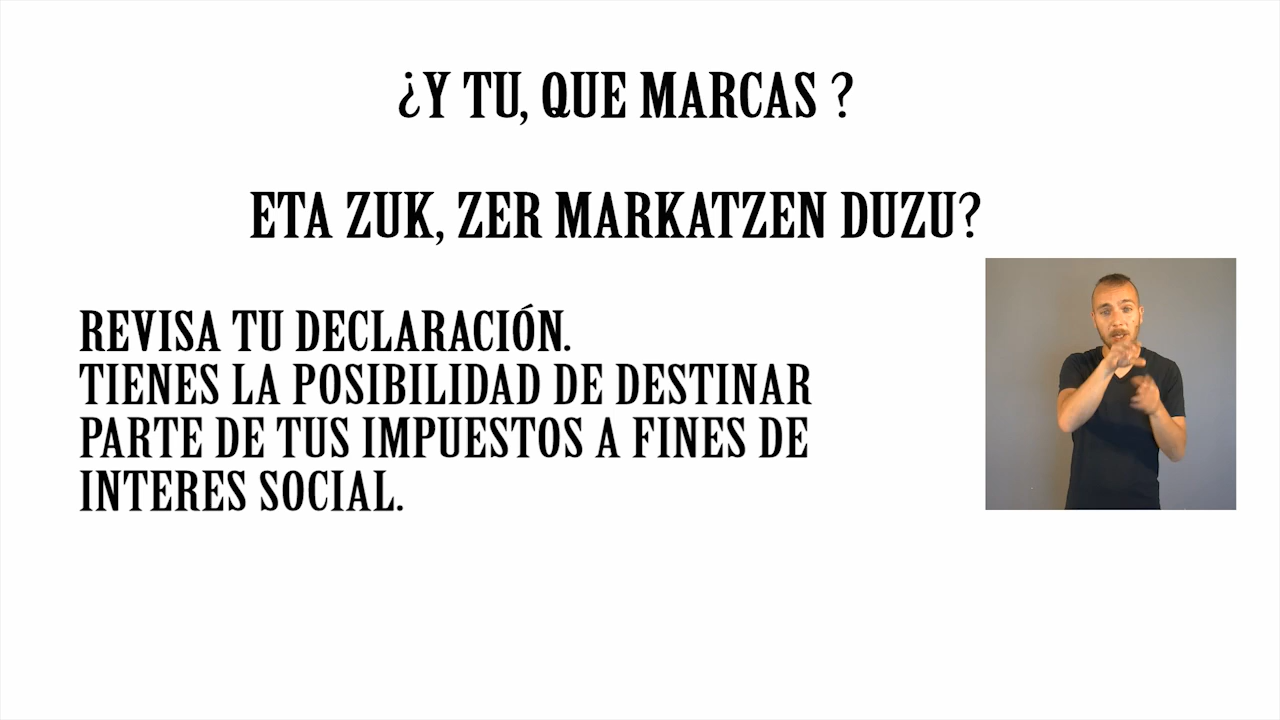 ¿Y TU, QUE MARCAS ?
ETA ZUK, ZER MARKATZEN DUZU?
REVISA TU DECLARACIÓN.
TIENES LA POSIBILIDAD DE DESTINAR
PARTE DE TUS IMPUESTOS A FINES DE
INTERES SOCIAL.